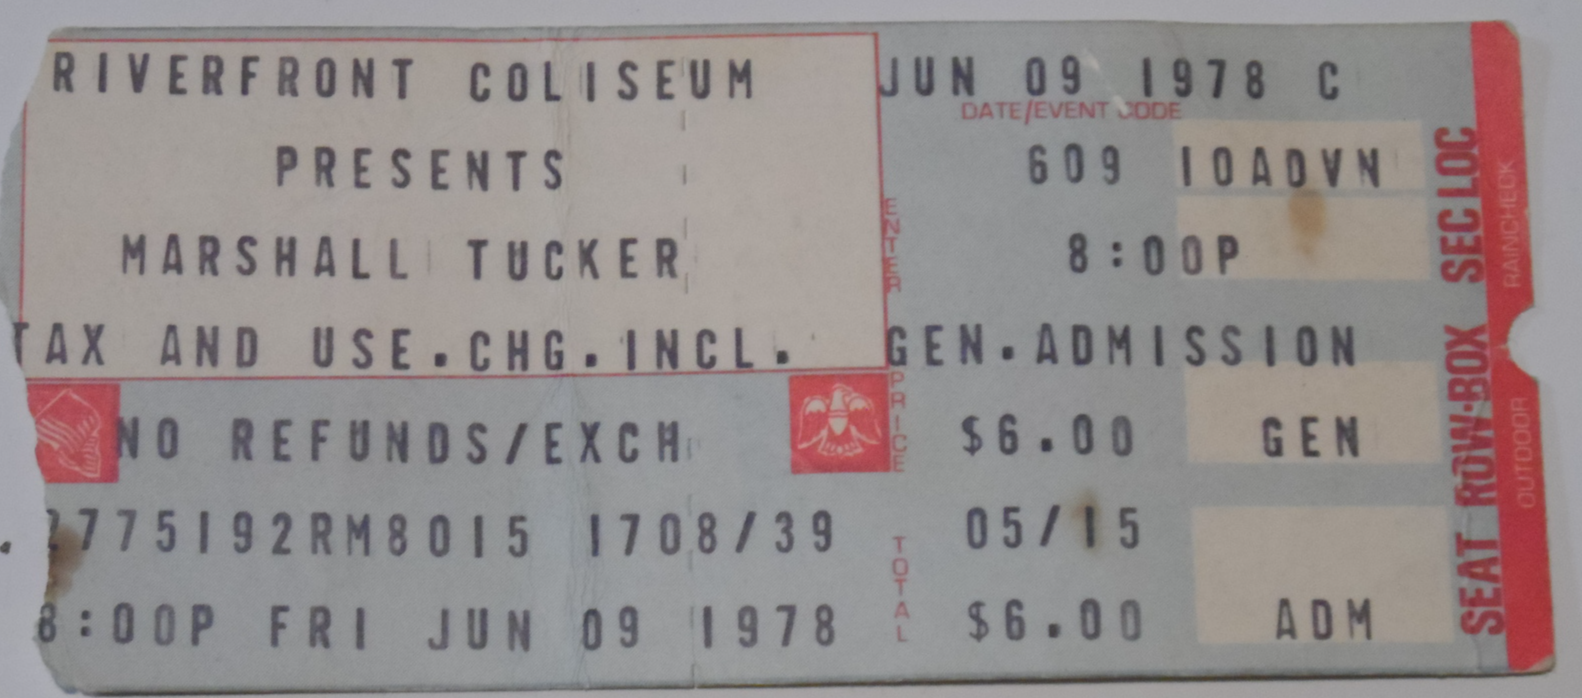 RIVERFRONT COLISEUM JUN 09 1978 C
DATE/EVENT CODE
PRESENTS 609 10ADVN
MARSHALL TUCKER 8:00P
ENTER
TAX AND USE.CHG.INCL. GEN.ADMISSION
PRICE
NO REFUNDS/EXCH $6.00 GEN
2775192RM8015 1708/39 05/15
TOTAL
8:00P FRI JUN 09 1978 $6.00 ADM
SEC LOC
ROW-BOX
SEAT
RAINCHECK
OUTDOOR